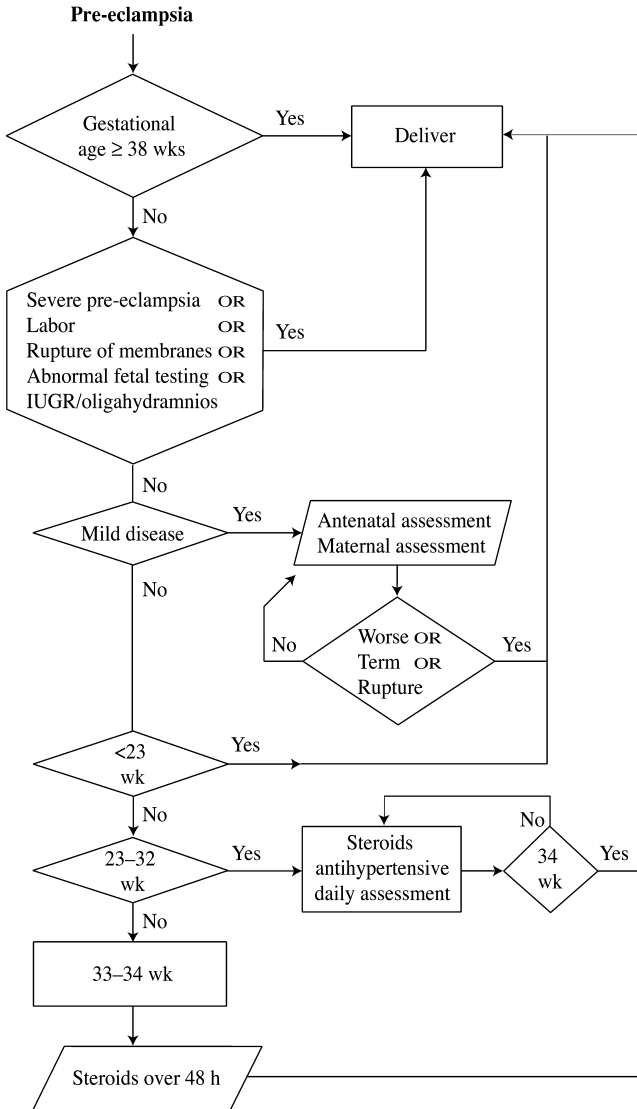 Pre-eclampsia
Gestational
age ≥ 38 wks
Yes
Deliver
No
Severe pre-eclampsia OR
Labor OR
Rupture of membranes OR
Abnormal fetal testing OR
IUGR/oligahydramnios
Yes
No
Mild disease
Yes
Antenatal assessment
Maternal assessment
No
Worse OR
Term OR
Rupture
No
Yes
<23
wk
Yes
No
23–32
wk
Yes
Steroids
antihypertensive
daily assessment
No
34
wk
Yes
No
33–34 wk
Steroids over 48 h